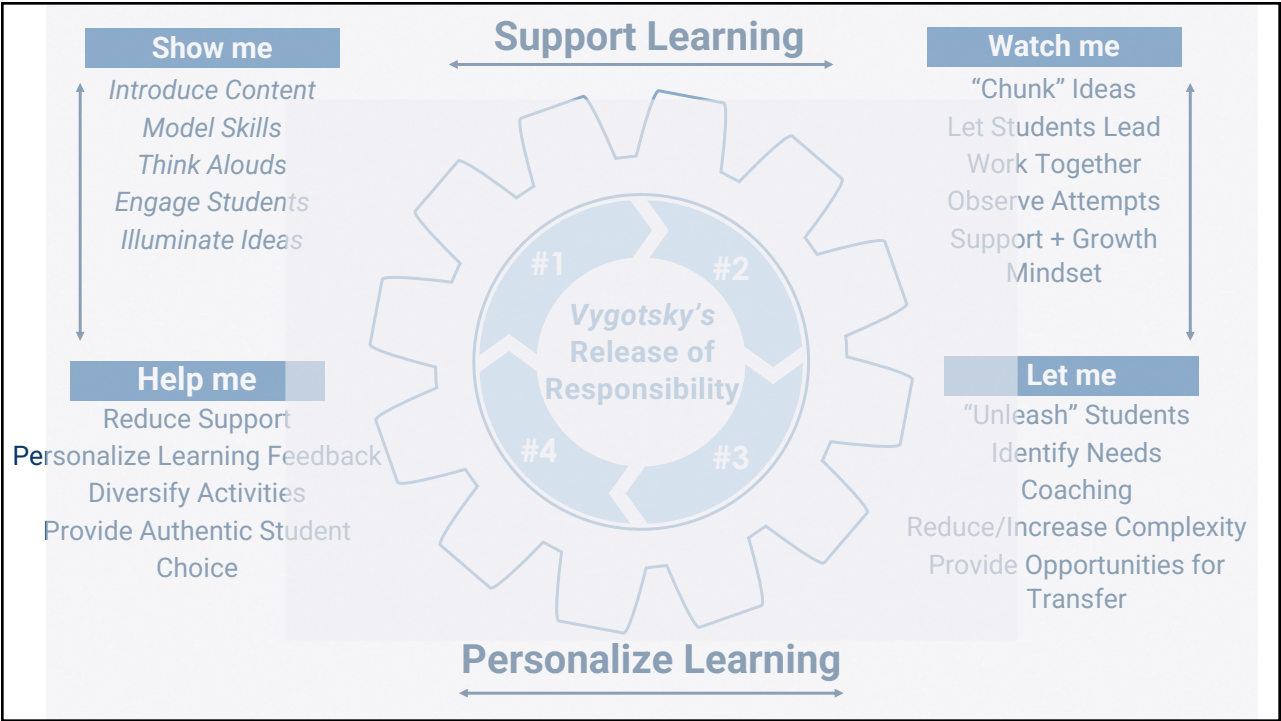 Support Learning
Show me
Introduce Content
Model Skills
Think Alouds
Engage Students
Illuminate Ideas
Watch me
“Chunk” Ideas
Let Students Lead
Work Together
Observe Attempts
Support + Growth
Mindset
#1
#2
Vygotsky’s
Release of
Responsibility
#4
#3
Help me
Reduce Support
Personalize Learning Feedback
Diversify Activities
Provide Authentic Student
Choice
Let me
“Unleash” Students
Identify Needs
Coaching
Reduce/Increase Complexity
Provide Opportunities for
Transfer
Personalize Learning